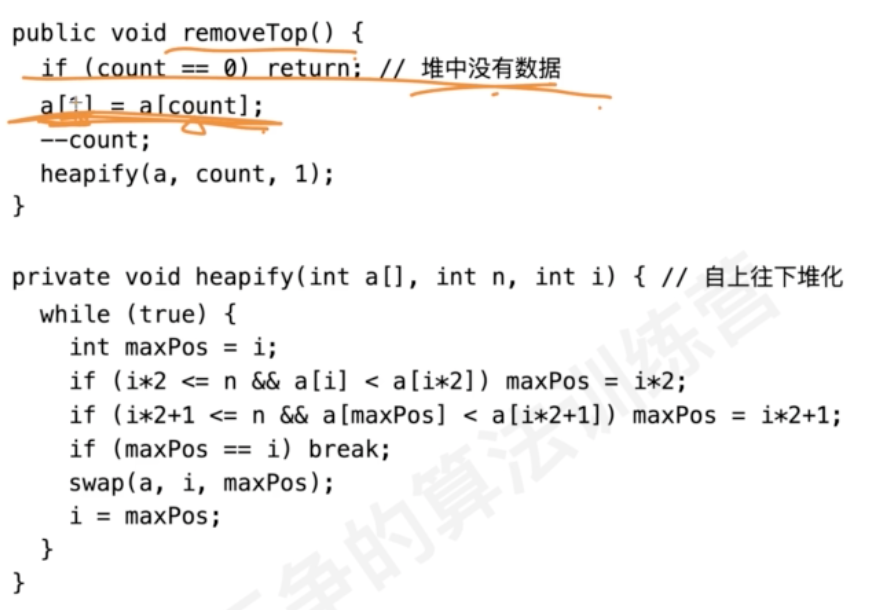 public void removeTop() {
if (count == 0) return; // 堆中没有数据
a[1] = a[count];
--count;
heapify(a, count, 1);
}
private void heapify(int a[], int n, int i) { // 自上往下堆化
while (true) {
int maxPos = i;
if (i*2 <= n && a[i] < a[i*2]) maxPos = i*2;
if (i*2+1 <= n && a[maxPos] < a[i*2+1]) maxPos = i*2+1;
if (maxPos == i) break;
swap(a, i, maxPos);
i = maxPos;
}
}
争的算法训练营